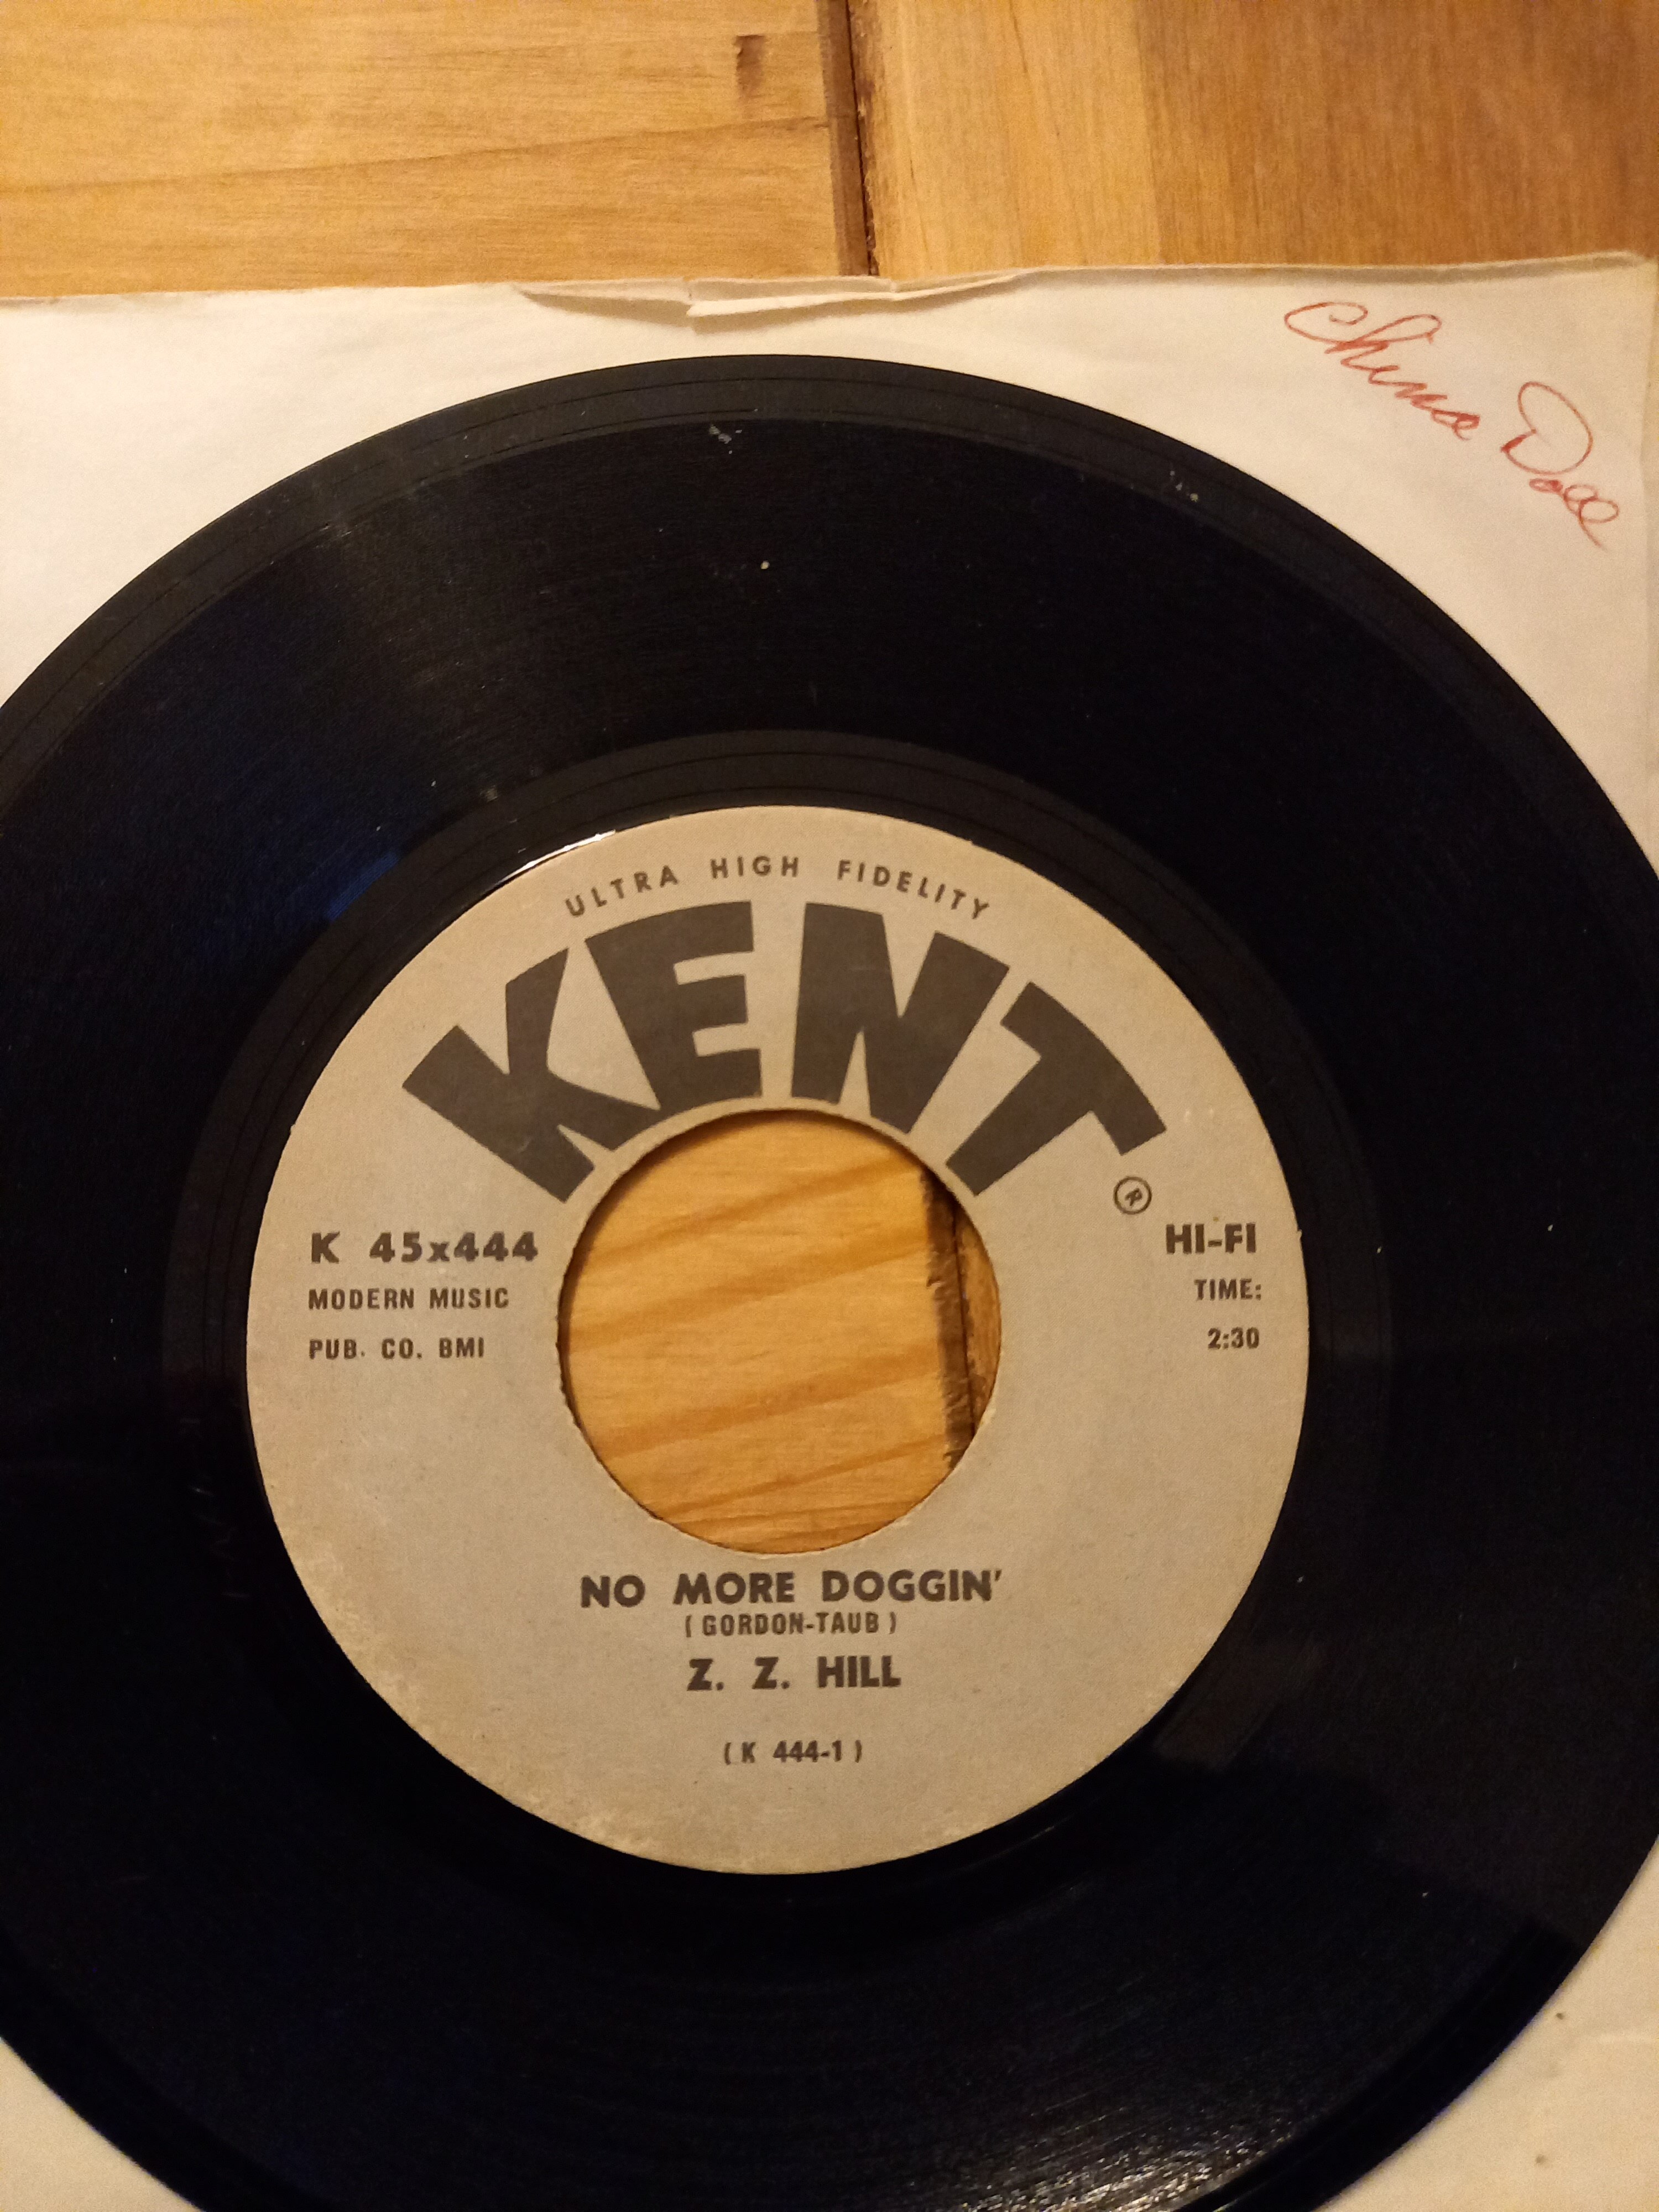 China Doll
ULTRA HIGH FIDELITY
KENT
®
K 45x444
MODERN MUSIC
PUB. CO. BMI
HI-FI
TIME:
2:30
NO MORE DOGGIN'
( GORDON-TAUB )
Z. Z. HILL
( K 444-1 )